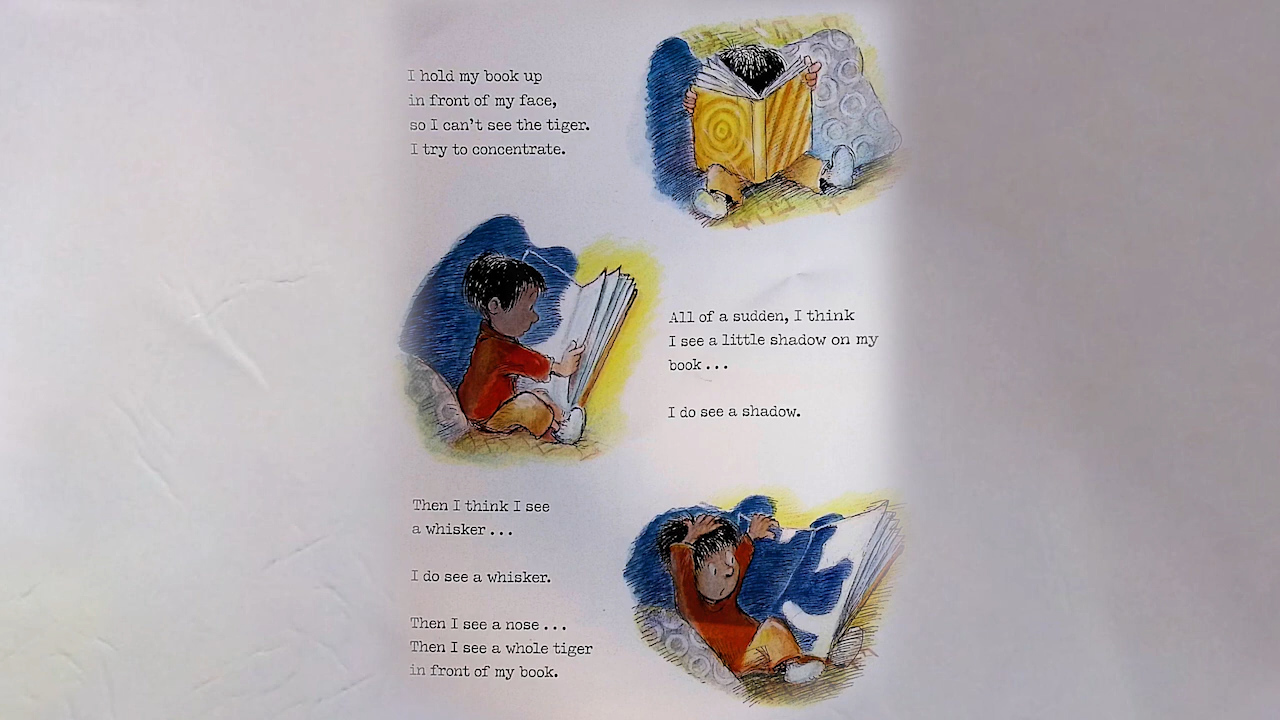 I hold my book up
in front of my face,
so I can't see the tiger.
I try to concentrate.
All of a sudden, I think
I see a little shadow on my
book...
I do see a shadow.
Then I think I see
a whisker...
I do see a whisker.
Then I see a nose...
Then I see a whole tiger
in front of my book.